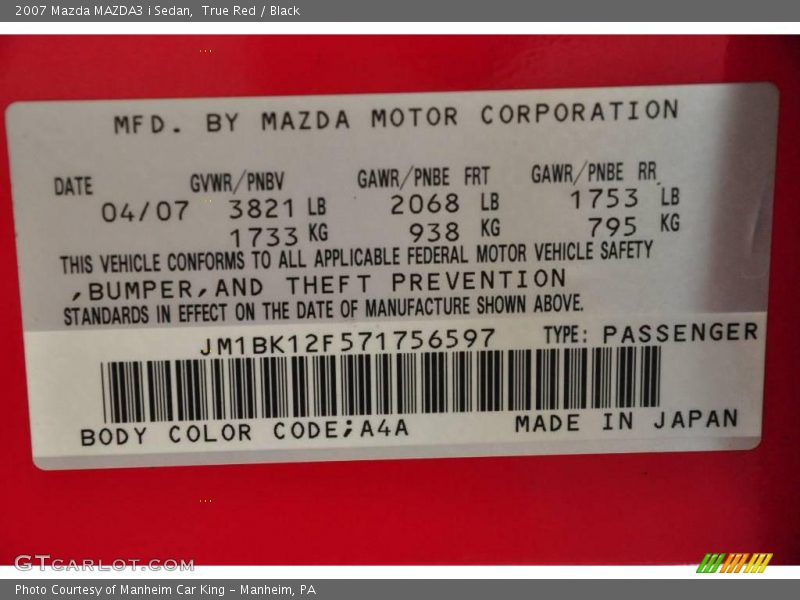 2007 Mazda MAZDA3 i Sedan,  True Red / Black
MFD. BY MAZDA MOTOR CORPORATION
DATE GVWR/PNBV GAWR/PNBE FRT GAWR/PNBE RR
04/07 3821 LB 2068 LB 1753 LB
1733 KG 938 KG 795 KG
THIS VEHICLE CONFORMS TO ALL APPLICABLE FEDERAL MOTOR VEHICLE SAFETY
,BUMPER,AND THEFT PREVENTION
STANDARDS IN EFFECT ON THE DATE OF MANUFACTURE SHOWN ABOVE.
JM1BK12F571756597 TYPE: PASSENGER
BODY COLOR CODE;A4A MADE IN JAPAN
GTCARLOT.COM
Photo Courtesy of Manheim Car King - Manheim, PA